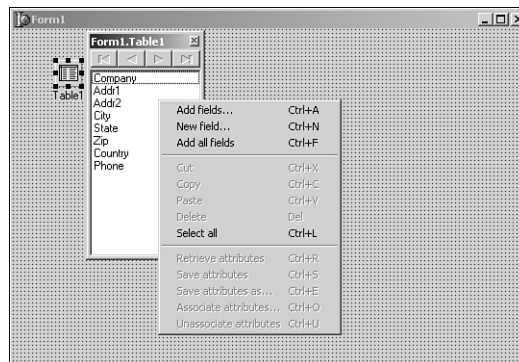 Form1
Form1.Table1
Table1
Company
Addr1
Addr2
City
State
Zip
Country
Phone
Add fields... Ctrl+A
New field... Ctrl+N
Add all fields Ctrl+F
Cut Ctrl+X
Copy Ctrl+C
Paste Ctrl+V
Delete Del
Select all Ctrl+L
Retrieve attributes Ctrl+R
Save attributes Ctrl+S
Save attributes as... Ctrl+E
Associate attributes... Ctrl+O
Unassociate attributes Ctrl+U